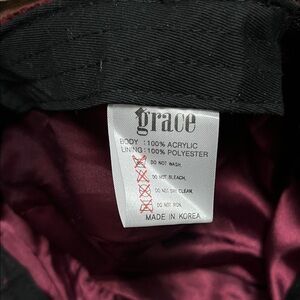 grace
BODY : 100% ACRYLIC
LINING : 100% POLYESTER
DO NOT WASH.
DO NOT BLEACH.
DO NOT DRY CLEAN.
DO NOT IRON.
MADE IN KOREA